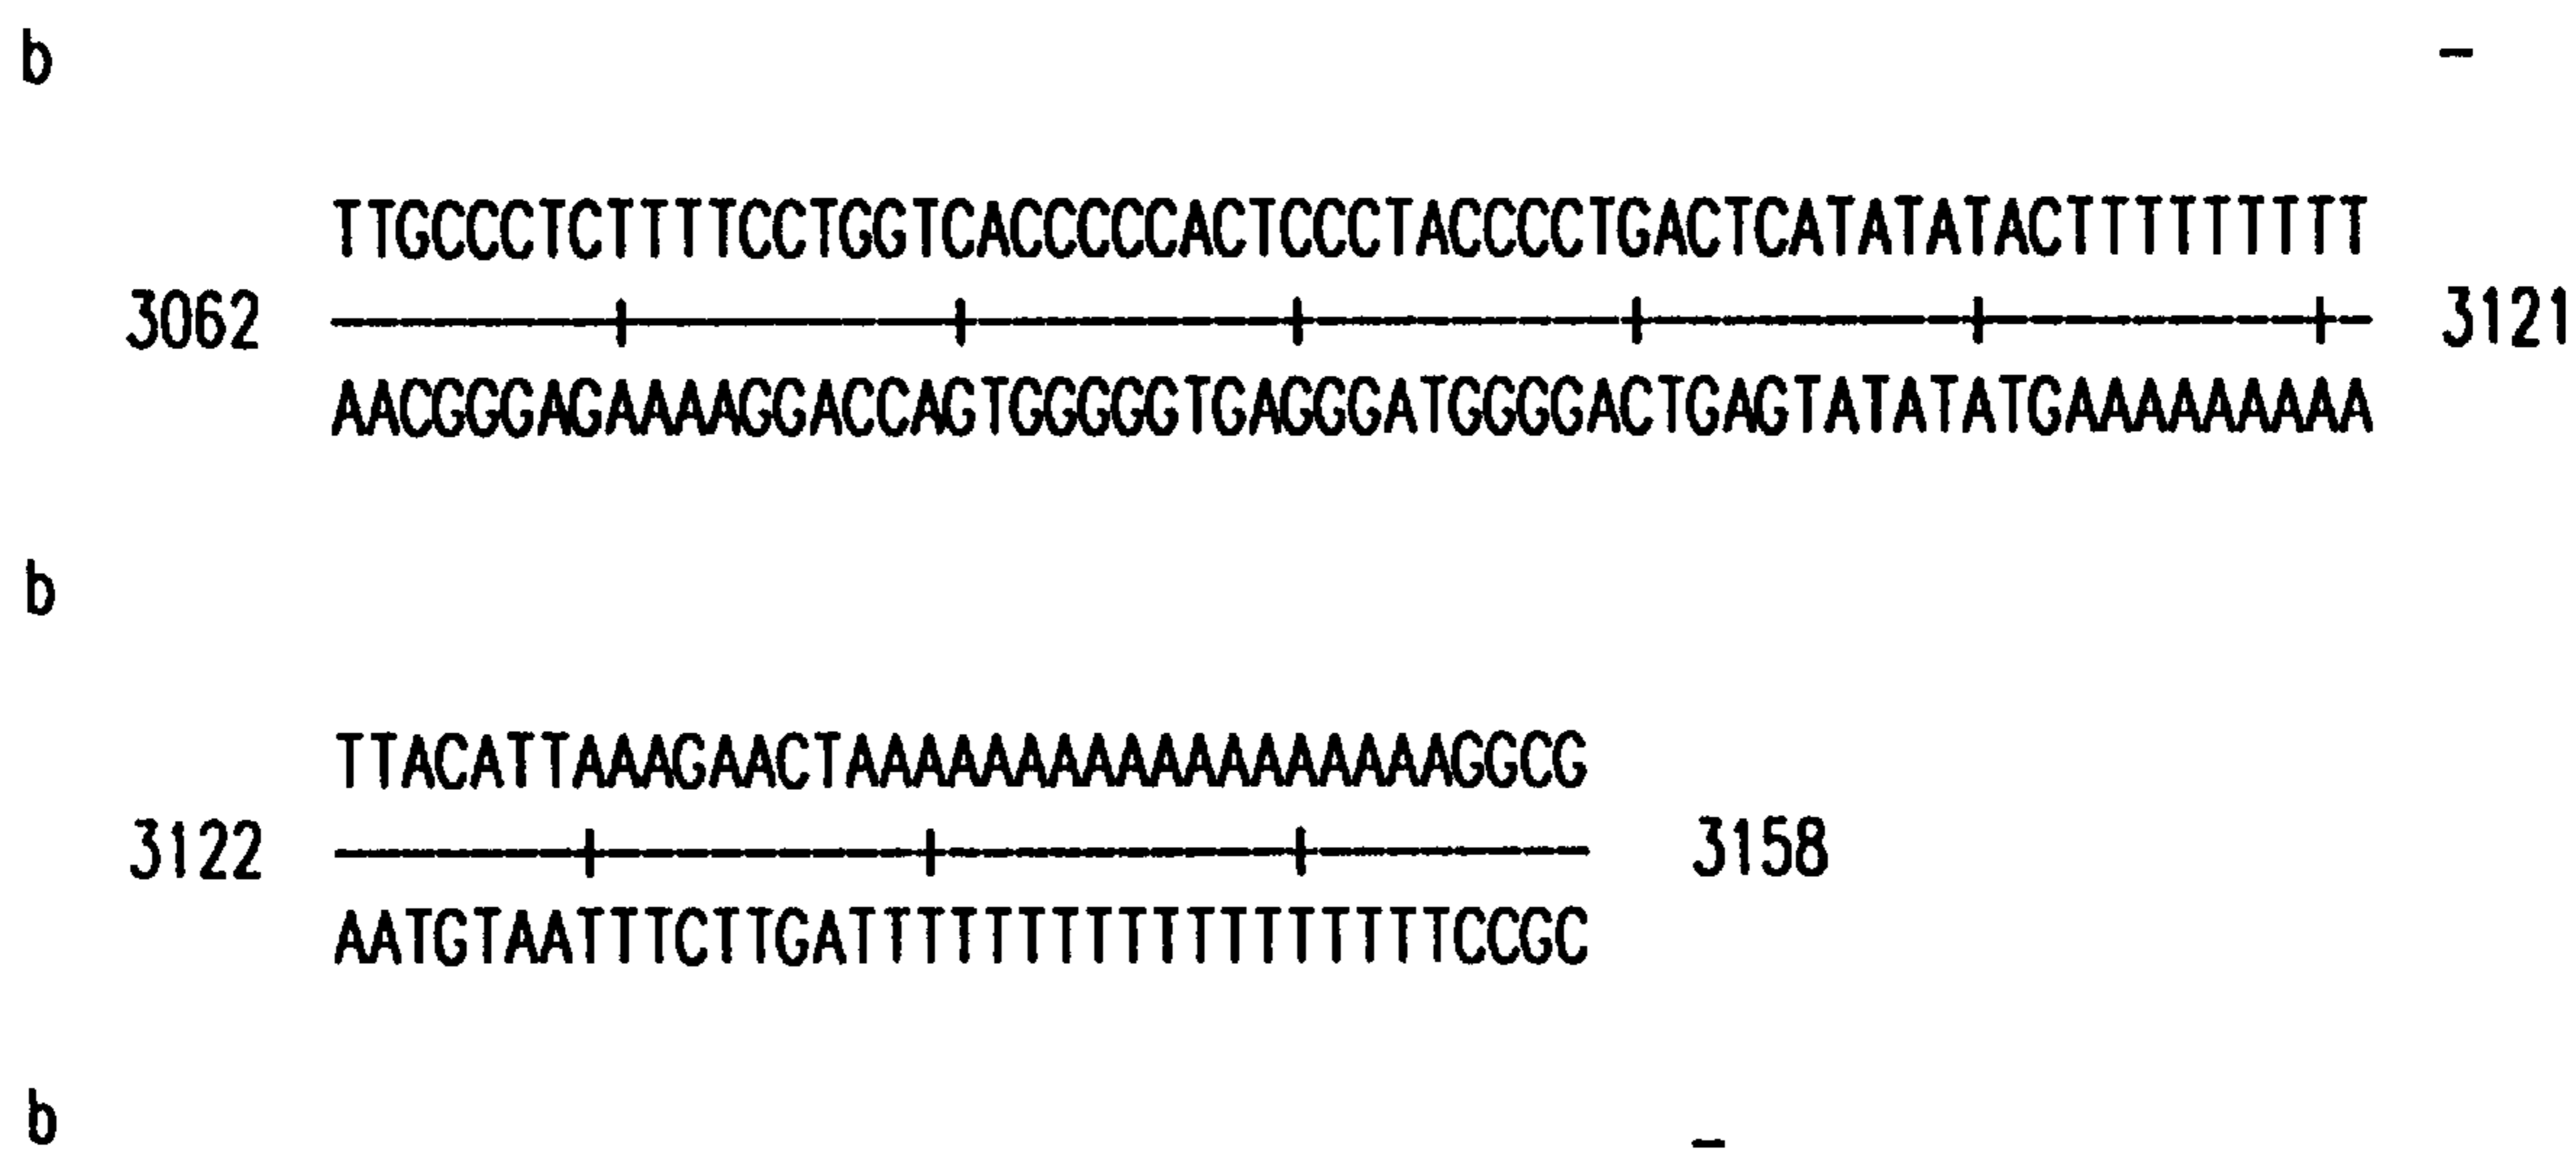 b –
TTGCCCTCTTTTCCTGGTCACCCCCACTCCCTACCCCTGACTCATATATACTTTTTTTTT
3062 3121
AACGGGAGAAAAGGACCAGTGGGGGTGAGGGATGGGGACTGAGTATATATGAAAAAAAAA
b
TTACATTAAAGAACTAAAAAAAAAAAAAAAAAAGGCG
3122 3158
AATGTAATTTCTTGATTTTTTTTTTTTTTTTTTCCGC
b –